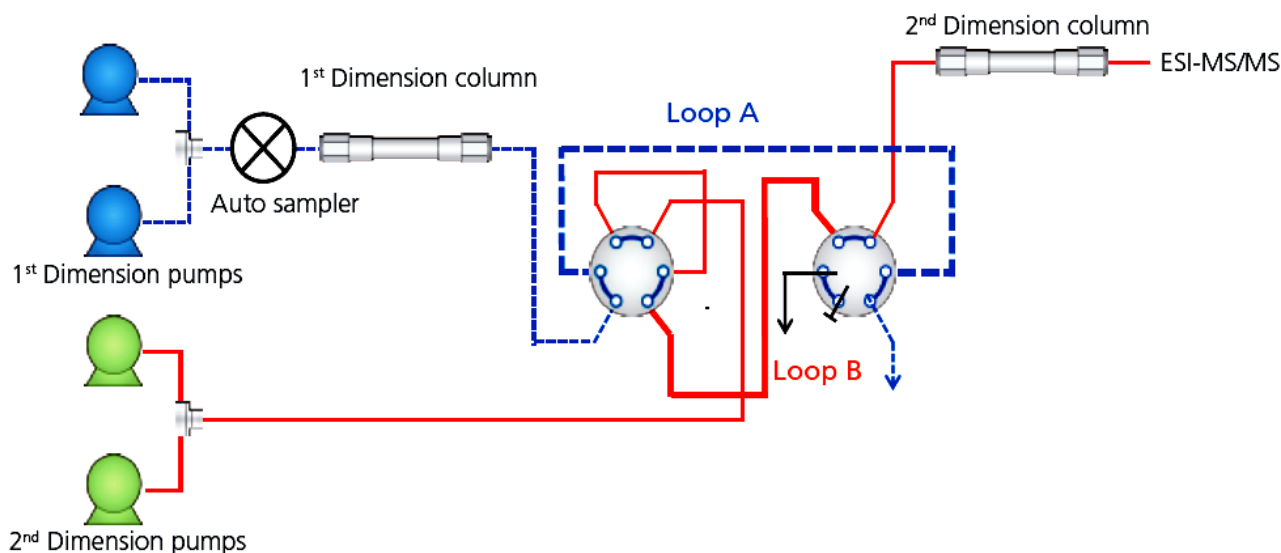 2nd Dimension column
ESI-MS/MS
1st Dimension column
Loop A
Auto sampler
1st Dimension pumps
Loop B
2nd Dimension pumps